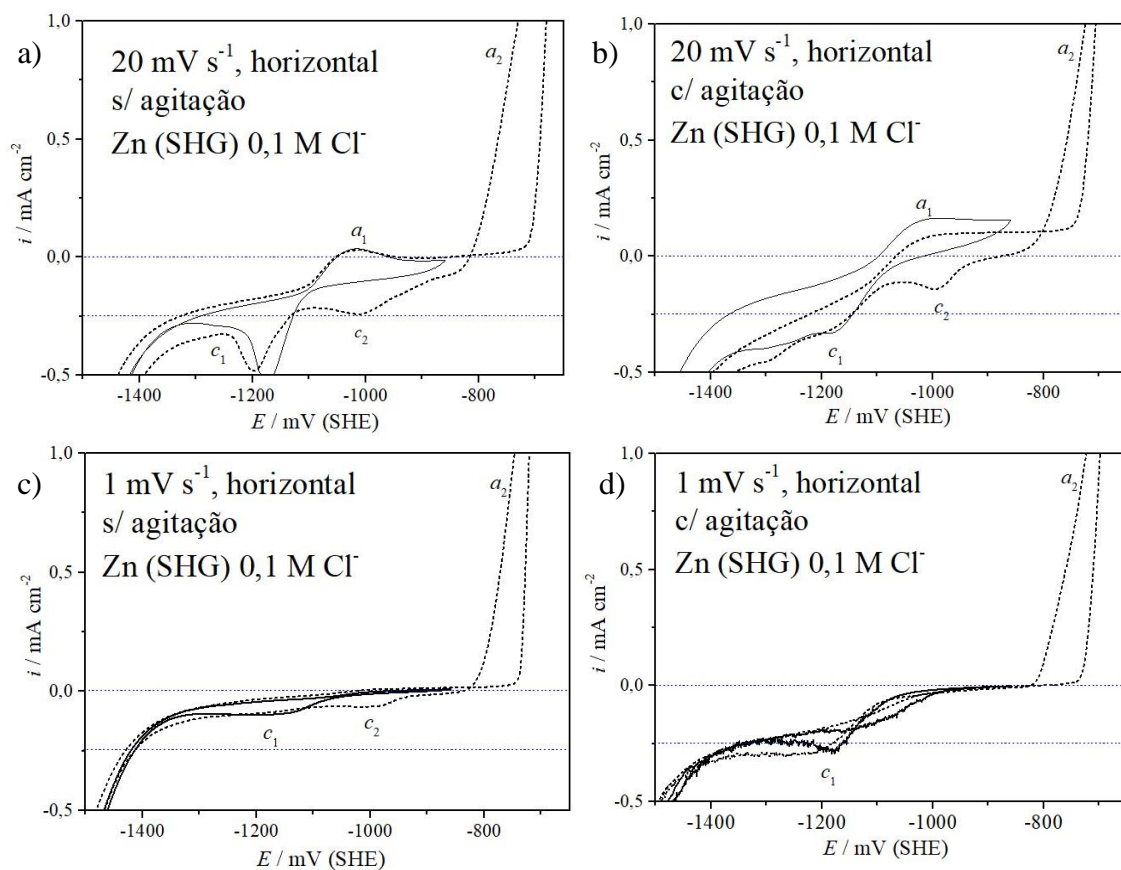 a)
20 mV s⁻¹, horizontal
s/ agitação
Zn (SHG) 0,1 M Cl⁻
a₂
a₁
c₁
c₂
1,0
0,5
0,0
-0,5
i / mA cm⁻²
-1400 -1200 -1000 -800
E / mV (SHE)
b)
20 mV s⁻¹, horizontal
c/ agitação
Zn (SHG) 0,1 M Cl⁻
a₂
a₁
c₂
c₁
1,0
0,5
0,0
-0,5
i / mA cm⁻²
-1400 -1200 -1000 -800
E / mV (SHE)
c)
1 mV s⁻¹, horizontal
s/ agitação
Zn (SHG) 0,1 M Cl⁻
a₂
c₁
c₂
1,0
0,5
0,0
-0,5
i / mA cm⁻²
-1400 -1200 -1000 -800
E / mV (SHE)
d)
1 mV s⁻¹, horizontal
c/ agitação
Zn (SHG) 0,1 M Cl⁻
a₂
c₁
1,0
0,5
0,0
-0,5
i / mA cm⁻²
-1400 -1200 -1000 -800
E / mV (SHE)